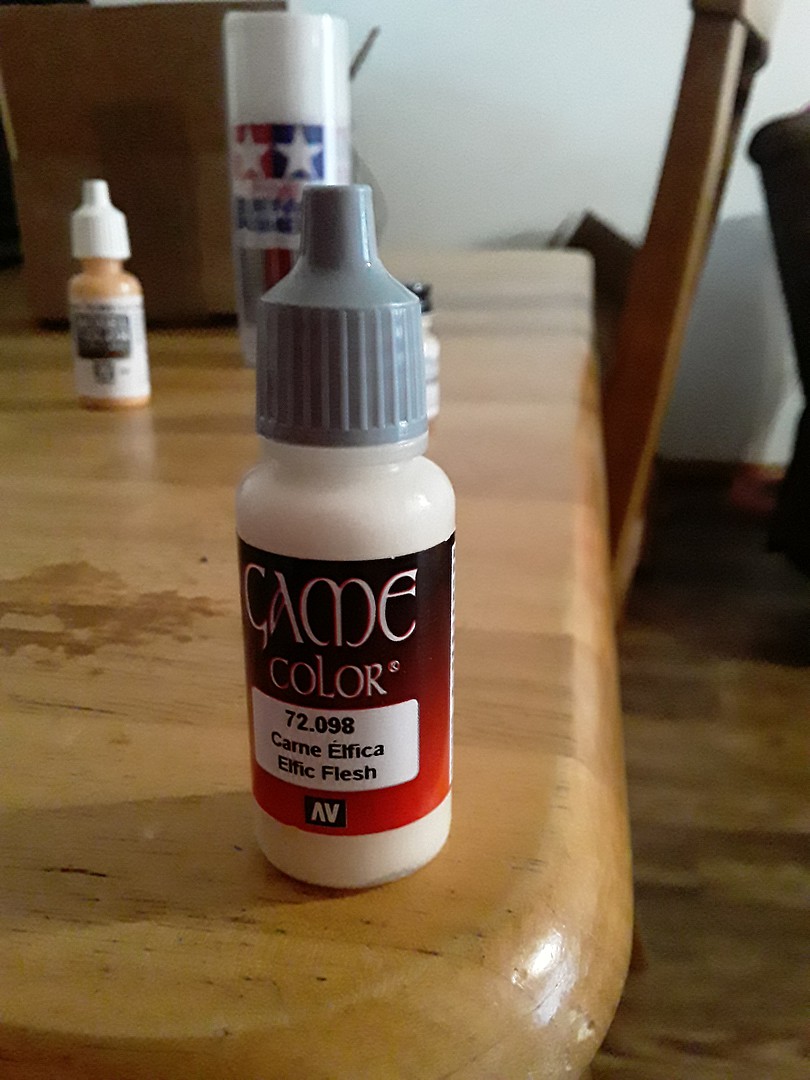 GAME
COLOR®
72.098
Carne Élfica
Elfic Flesh
AV